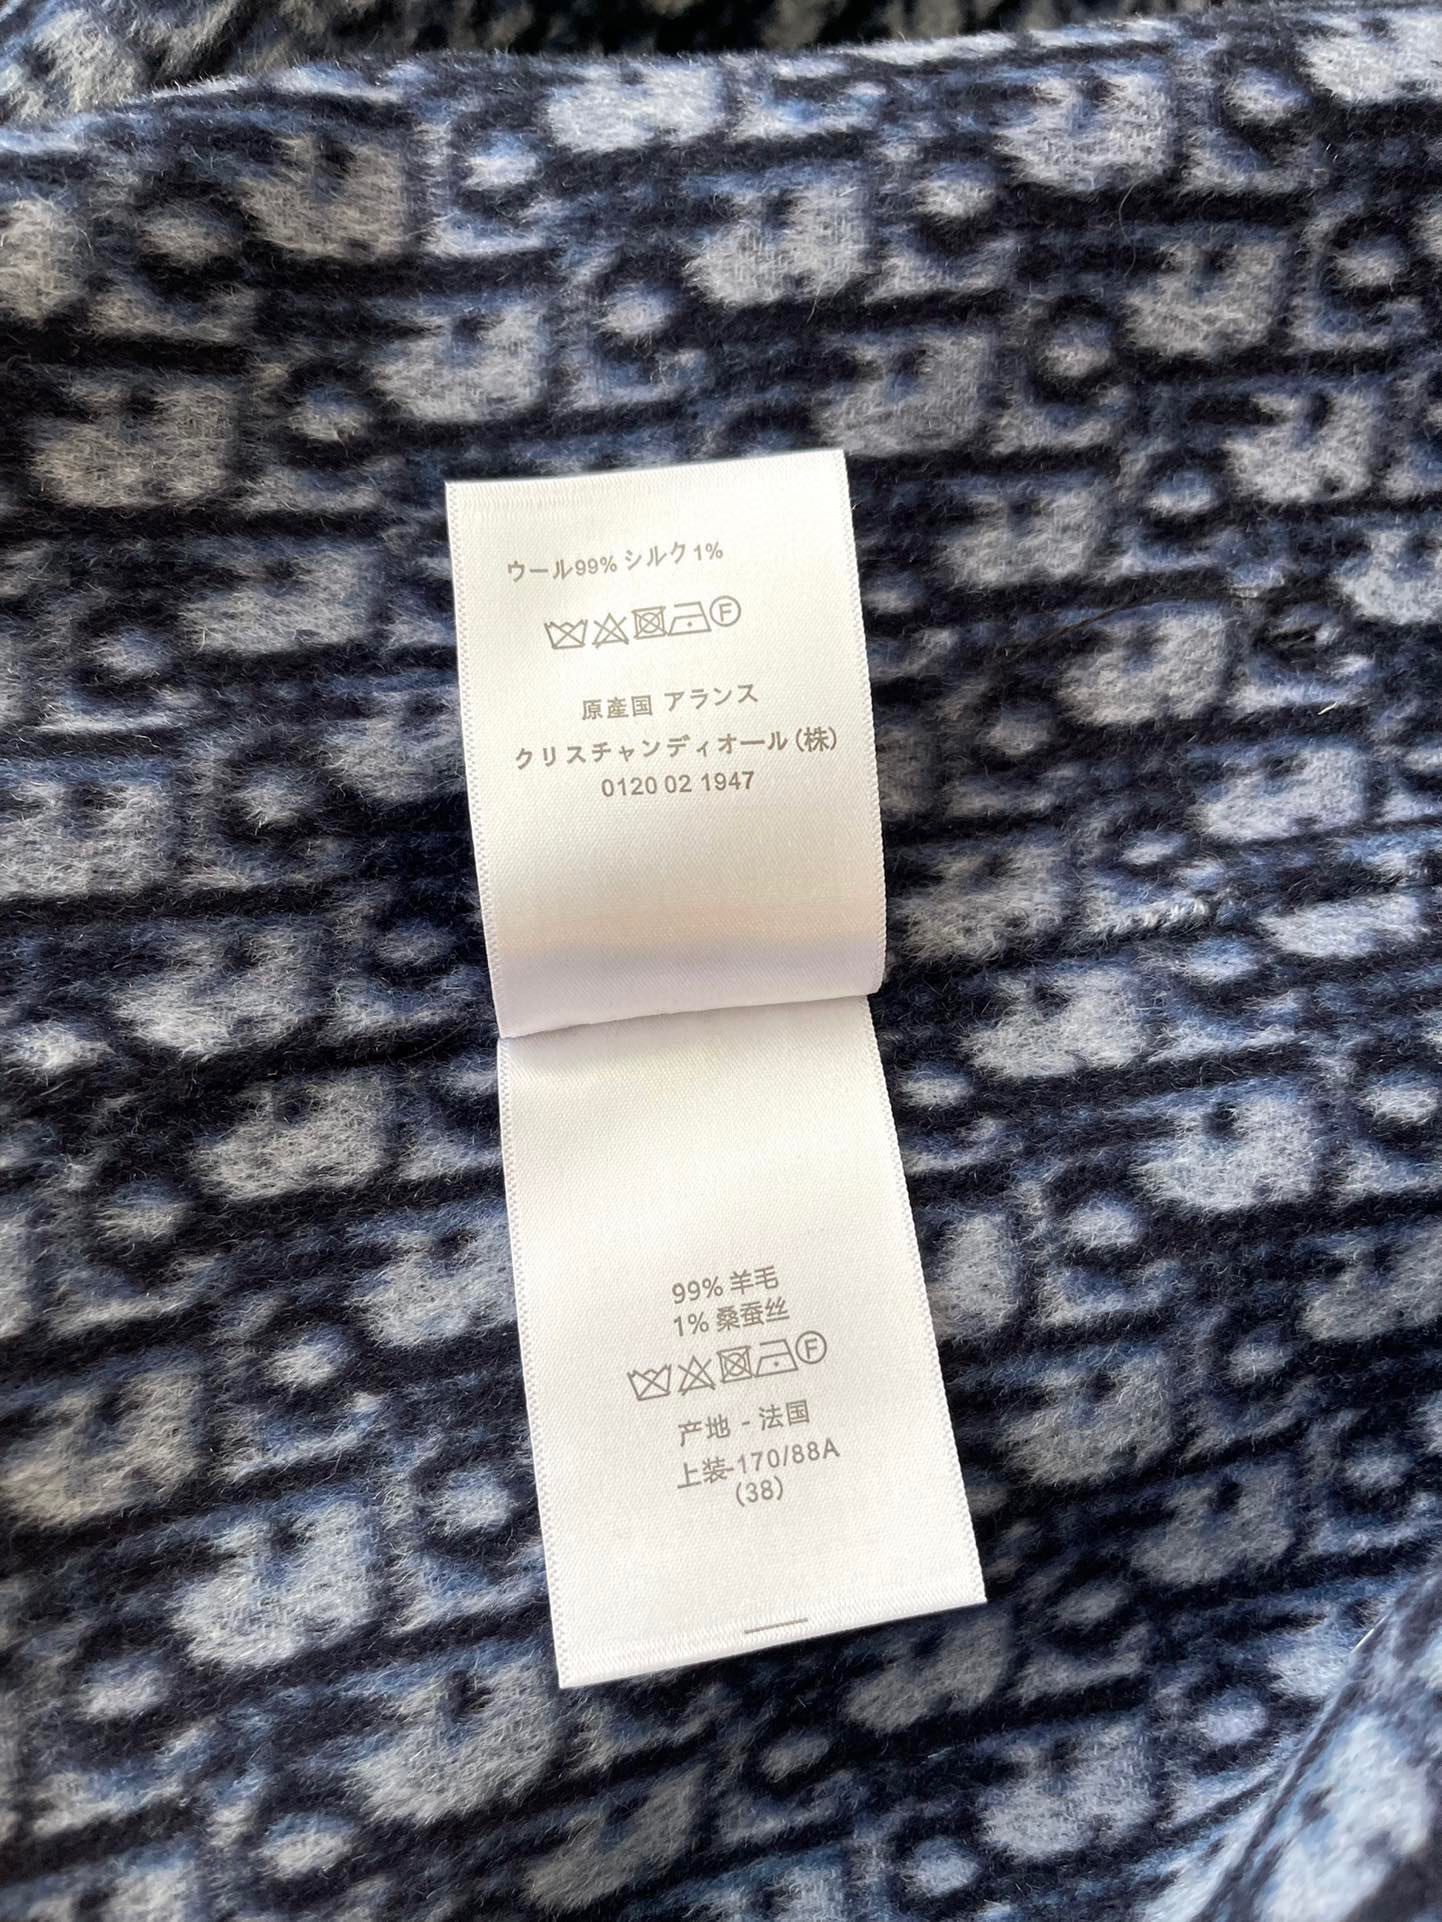 ウール99% シルク1%
F
原産国 アランス
クリスチャンディオール(株)
0120 02 1947
99% 羊毛
1% 桑蚕丝
F
产地 - 法国
上装-170/88A
(38)